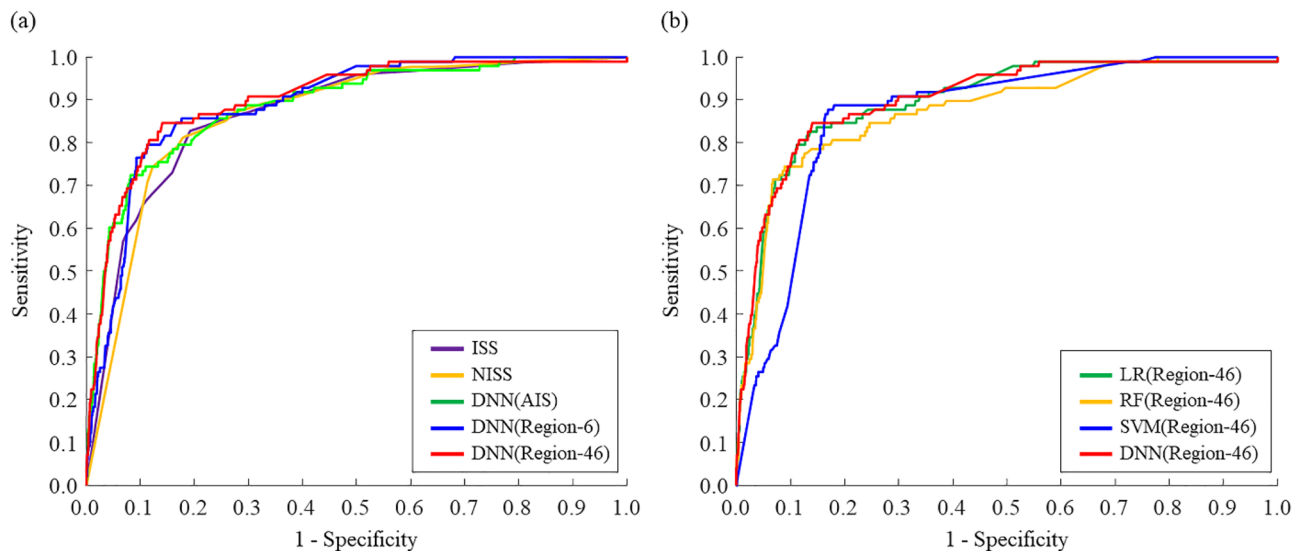 (a)
1.0
0.9
0.8
0.7
0.6
0.5
0.4
0.3
0.2
0.1
0.0
Sensitivity
0.0 0.1 0.2 0.3 0.4 0.5 0.6 0.7 0.8 0.9 1.0
1 - Specificity
ISS
NISS
DNN(AIS)
DNN(Region-6)
DNN(Region-46)
(b)
1.0
0.9
0.8
0.7
0.6
0.5
0.4
0.3
0.2
0.1
0.0
Sensitivity
0.0 0.1 0.2 0.3 0.4 0.5 0.6 0.7 0.8 0.9 1.0
1 - Specificity
LR(Region-46)
RF(Region-46)
SVM(Region-46)
DNN(Region-46)